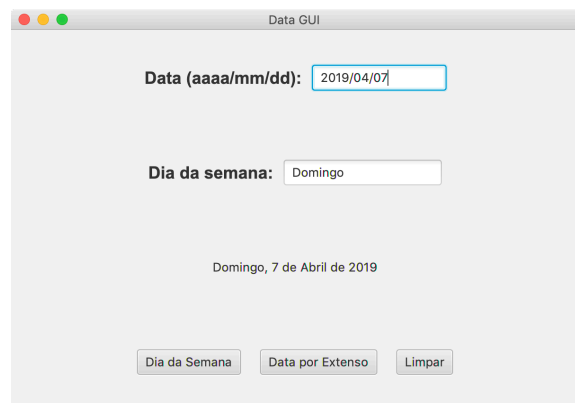 Data GUI
Data (aaaa/mm/dd): 2019/04/07
Dia da semana: Domingo
Domingo, 7 de Abril de 2019
Dia da Semana Data por Extenso Limpar